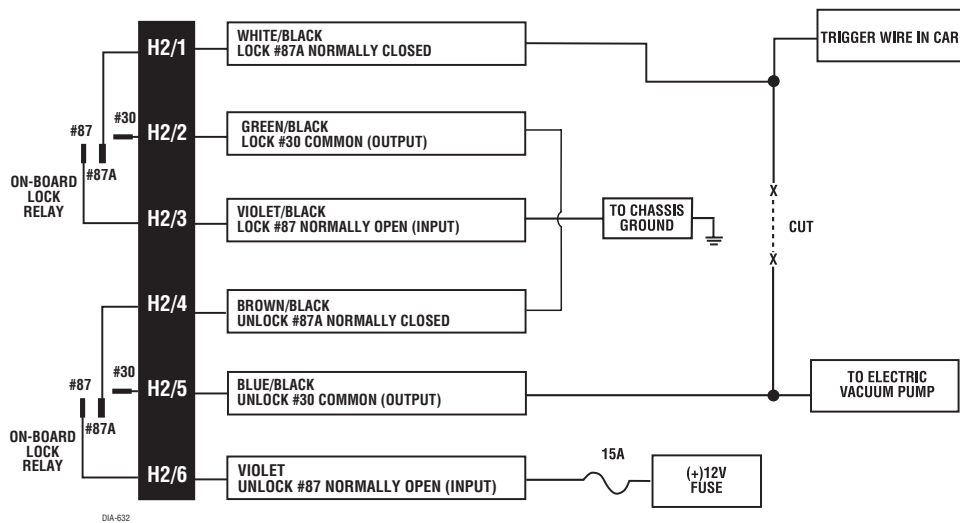 H2/1
WHITE/BLACK
LOCK #87A NORMALLY CLOSED
TRIGGER WIRE IN CAR
#30
H2/2
GREEN/BLACK
LOCK #30 COMMON (OUTPUT)
#87
#87A
ON-BOARD
LOCK
RELAY
H2/3
VIOLET/BLACK
LOCK #87 NORMALLY OPEN (INPUT)
TO CHASSIS
GROUND
X
CUT
X
H2/4
BROWN/BLACK
UNLOCK #87A NORMALLY CLOSED
#30
H2/5
BLUE/BLACK
UNLOCK #30 COMMON (OUTPUT)
TO ELECTRIC
VACUUM PUMP
#87
#87A
ON-BOARD
LOCK
RELAY
H2/6
VIOLET
UNLOCK #87 NORMALLY OPEN (INPUT)
15A
(+)12V
FUSE
DIA-632